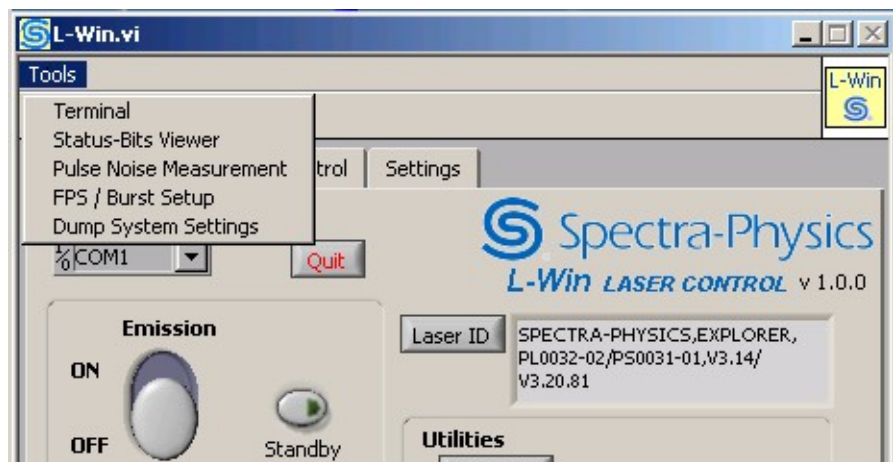 L-Win.vi
Tools
L-Win
Terminal
Status-Bits Viewer
Pulse Noise Measurement
FPS / Burst Setup
Dump System Settings
trol
Settings
COM1
Quit
Spectra-Physics
L-Win LASER CONTROL v 1.0.0
Emission
ON
OFF
Standby
Laser ID
SPECTRA-PHYSICS,EXPLORER,
PL0032-02/PS0031-01,V3.14/
V3.20.81
Utilities